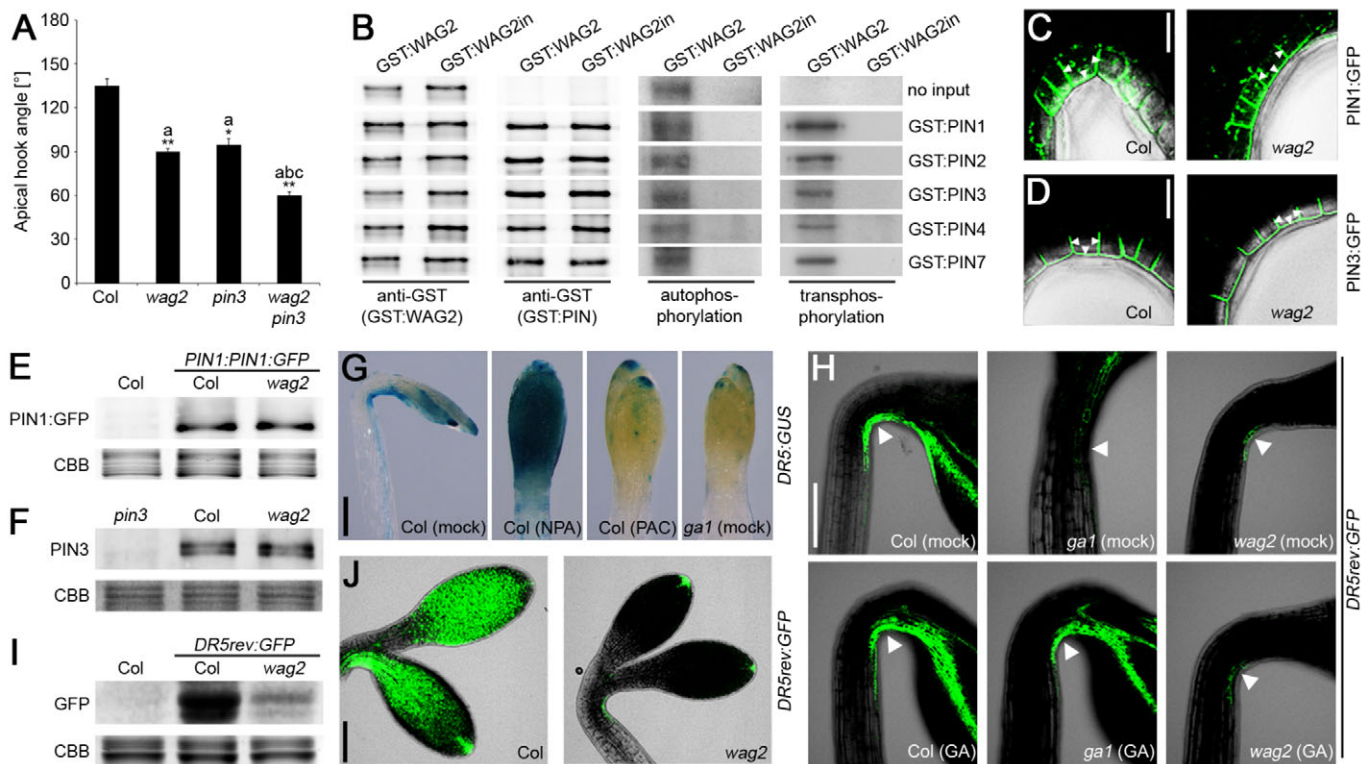 A
Apical hook angle [°]
180
150
120
90
60
30
0
a
**
a
*
abc
**
Col
wag2
pin3
wag2
pin3
B
GST:WAG2
GST:WAG2in
GST:WAG2
GST:WAG2in
GST:WAG2
GST:WAG2in
GST:WAG2
GST:WAG2in
no input
GST:PIN1
GST:PIN2
GST:PIN3
GST:PIN4
GST:PIN7
anti-GST
(GST:WAG2)
anti-GST
(GST:PIN)
autophos-
phorylation
transphos-
phorylation
C
Col
wag2
PIN1:GFP
D
Col
wag2
PIN3:GFP
E
PIN1:PIN1:GFP
Col
Col
wag2
PIN1:GFP
CBB
F
pin3
Col
wag2
PIN3
CBB
I
DR5rev:GFP
Col
Col
wag2
GFP
CBB
G
Col (mock)
Col (NPA)
Col (PAC)
ga1 (mock)
DR5:GUS
J
Col
wag2
DR5rev:GFP
H
Col (mock)
ga1 (mock)
wag2 (mock)
Col (GA)
ga1 (GA)
wag2 (GA)
DR5rev:GFP